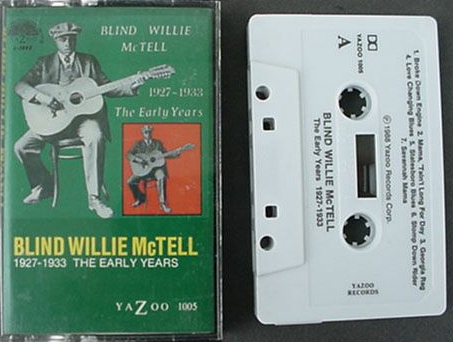 BLIND WILLIE
McTELL
1927-1933
The Early Years
BLIND WILLIE McTELL
1927-1933 THE EARLY YEARS
YAZOO 1005
YAZOO 1005
A
BLIND WILLIE McTELL
The Early Years 1927-1933
1. Broke Down Engine 2. Mama, 'Tain't Long For Day 3. Georgia Rag
4. Love Changing Blues 5. Statesboro Blues 6. Stomp Down Rider
7. Savannah Mama
℗ 1968 Yazoo Records Corp.
YAZOO
RECORDS